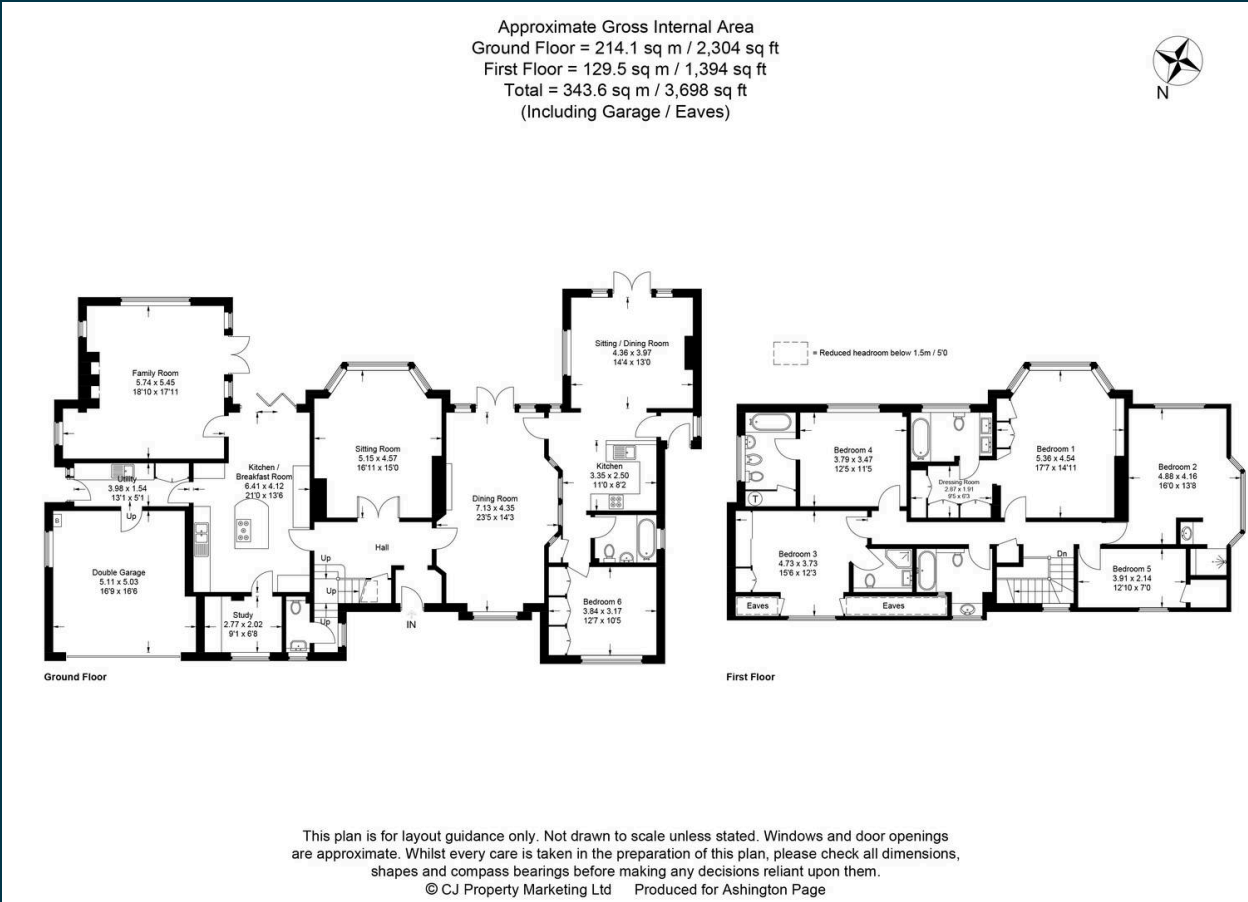 Approximate Gross Internal Area
Ground Floor = 214.1 sq m / 2,304 sq ft
First Floor = 129.5 sq m / 1,394 sq ft
Total = 343.6 sq m / 3,698 sq ft
(Including Garage / Eaves)
N
Family Room
5.74 x 5.45
18'10 x 17'11
Utility
3.98 x 1.54
13'1 x 5'1
Up
B
Double Garage
5.11 x 5.03
16'9 x 16'6
Kitchen /
Breakfast Room
6.41 x 4.12
21'0 x 13'6
Study
2.77 x 2.02
9'1 x 6'8
Sitting Room
5.15 x 4.57
16'11 x 15'0
Hall
Up
Up
Up
IN
Dining Room
7.13 x 4.35
23'5 x 14'3
Sitting / Dining Room
4.36 x 3.97
14'4 x 13'0
Kitchen
3.35 x 2.50
11'0 x 8'2
Bedroom 6
3.84 x 3.17
12'7 x 10'5
Ground Floor
= Reduced headroom below 1.5m / 5'0
Bedroom 4
3.79 x 3.47
12'5 x 11'5
T
Dressing Room
2.87 x 1.91
9'5 x 6'3
Bedroom 1
5.36 x 4.54
17'7 x 14'11
Bedroom 2
4.88 x 4.16
16'0 x 13'8
Bedroom 3
4.73 x 3.73
15'6 x 12'3
Eaves
Eaves
Dn
Bedroom 5
3.91 x 2.14
12'10 x 7'0
First Floor
This plan is for layout guidance only. Not drawn to scale unless stated. Windows and door openings
are approximate. Whilst every care is taken in the preparation of this plan, please check all dimensions,
shapes and compass bearings before making any decisions reliant upon them.
© CJ Property Marketing Ltd Produced for Ashington Page